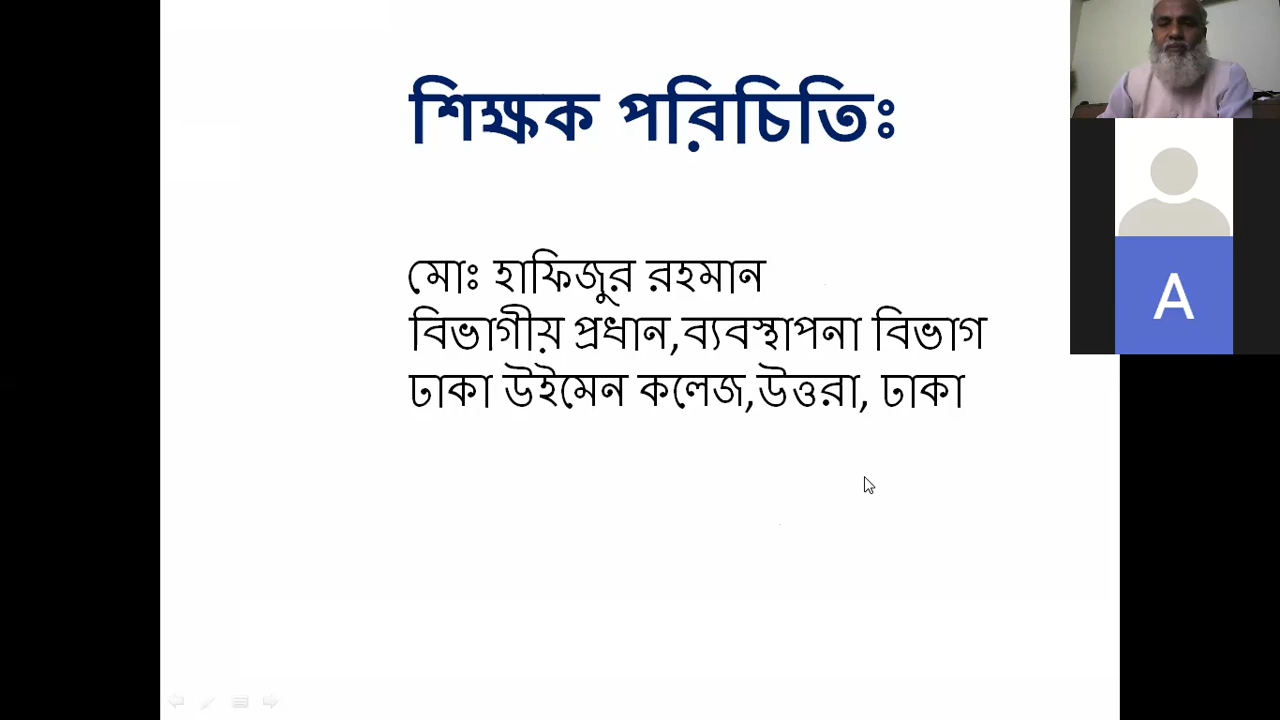 শিক্ষক পরিচিতিঃ
মোঃ হাফিজুর রহমান
বিভাগীয় প্রধান,ব্যবস্থাপনা বিভাগ
ঢাকা উইমেন কলেজ,উত্তরা, ঢাকা
A